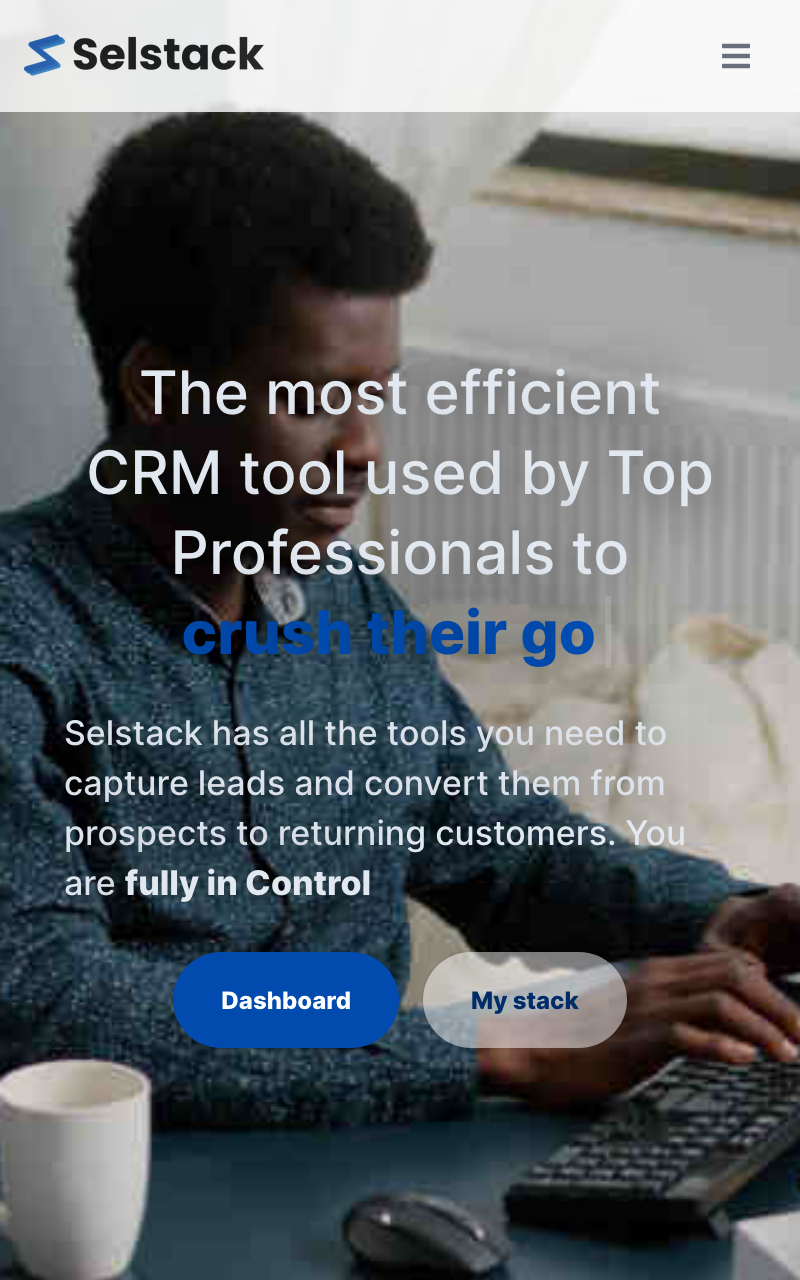 Selstack
The most efficient
CRM tool used by Top
Professionals to
crush their go
Selstack has all the tools you need to
capture leads and convert them from
prospects to returning customers. You
are fully in Control
Dashboard
My stack